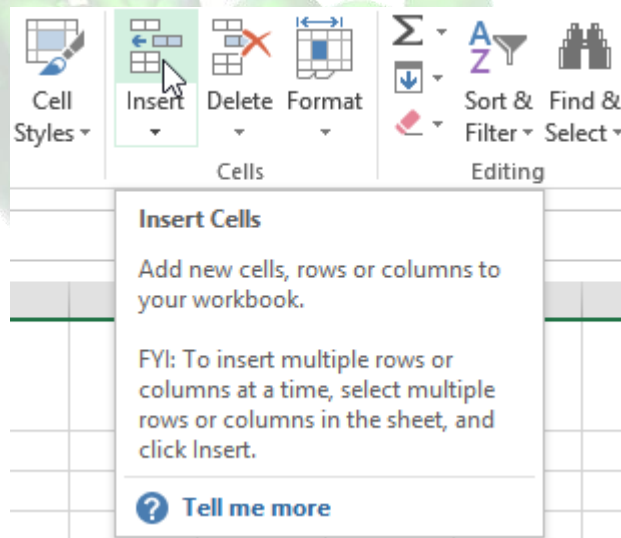 Cell
Styles
Insert
Delete
Format
Cells
Σ
A
Z
Sort &
Filter
Find &
Select
Editing
Insert Cells
Add new cells, rows or columns to
your workbook.
FYI: To insert multiple rows or
columns at a time, select multiple
rows or columns in the sheet, and
click Insert.
? Tell me more